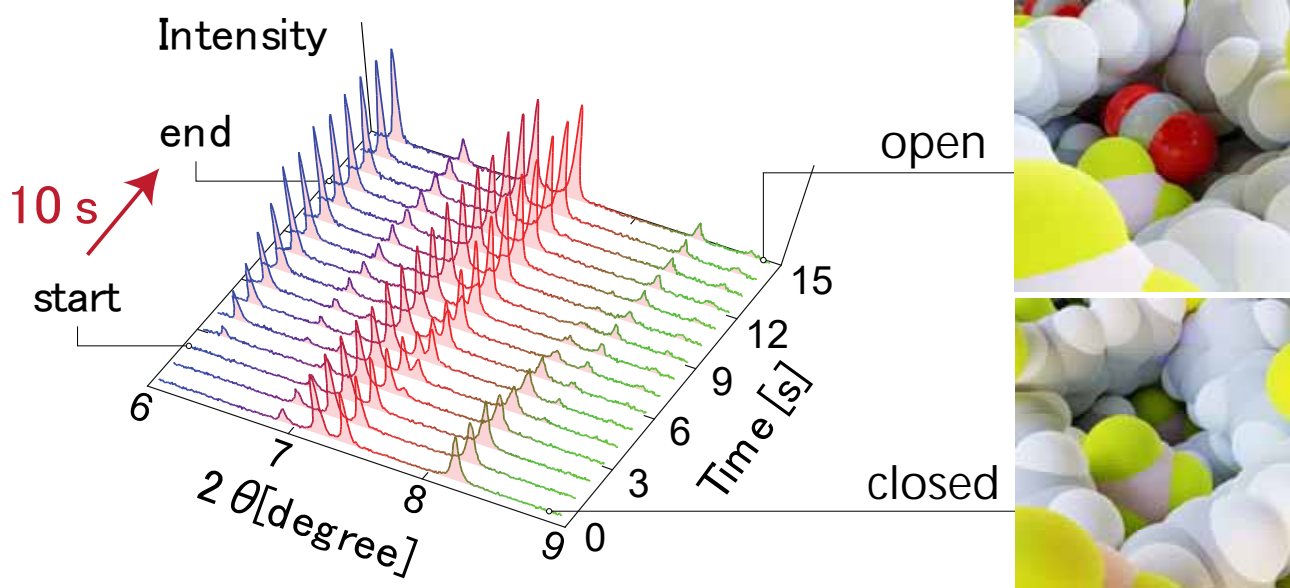 Intensity
end
10 s
start
open
closed
6
7
8
9
2 θ[degree]
0
3
6
9
12
15
Time [s]